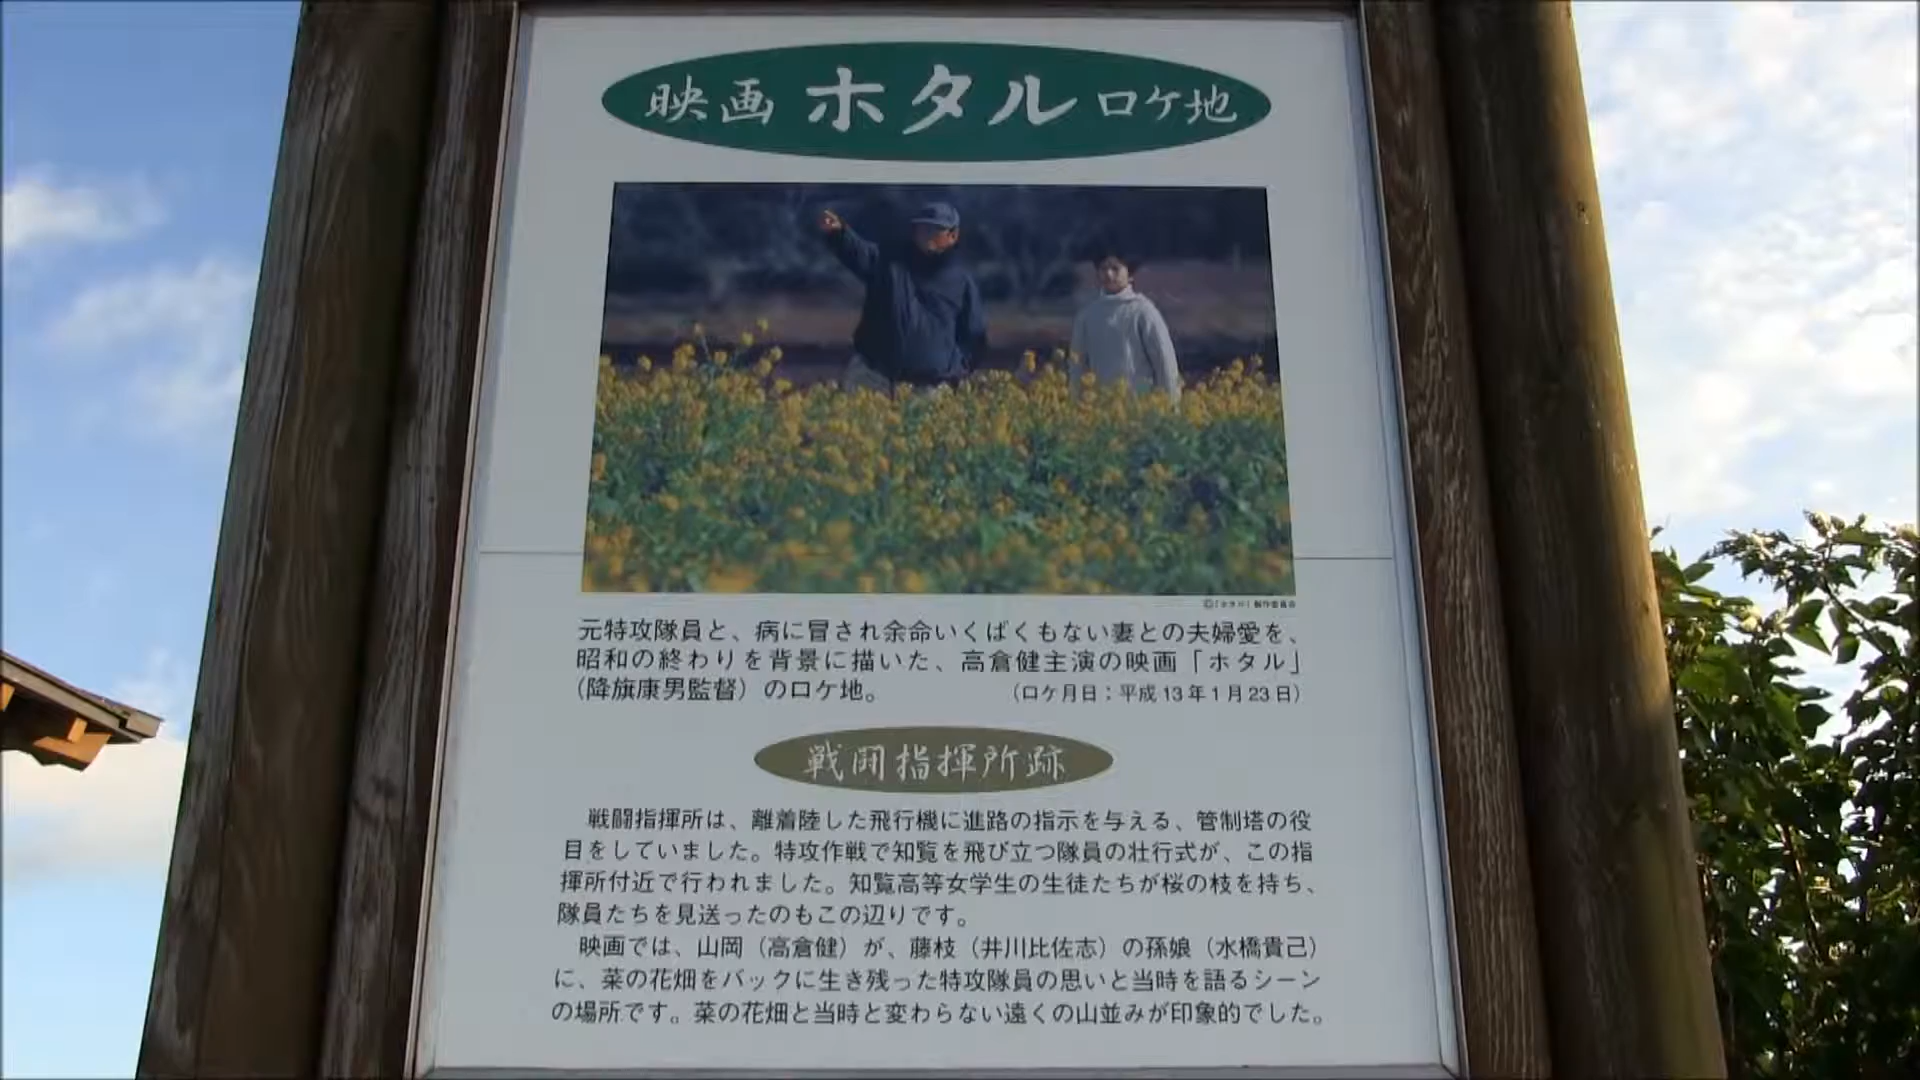 映画 ホタル ロケ地
©「ホタル」製作委員会
元特攻隊員と、病に冒され余命いくばくもない妻との夫婦愛を、
昭和の終わりを背景に描いた、高倉健主演の映画「ホタル」
（降旗康男監督）のロケ地。 （ロケ月日；平成13年1月23日）
戦闘指揮所跡
戦闘指揮所は、離着陸した飛行機に進路の指示を与える、管制塔の役
目をしていました。特攻作戦で知覧を飛び立つ隊員の壮行式が、この指
揮所付近で行われました。知覧高等女学生の生徒たちが桜の枝を持ち、
隊員たちを見送ったのもこの辺りです。
映画では、山岡（高倉健）が、藤枝（井川比佐志）の孫娘（水橋貴己）
に、菜の花畑をバックに生き残った特攻隊員の思いと当時を語るシーン
の場所です。菜の花畑と当時と変わらない遠くの山並みが印象的でした。